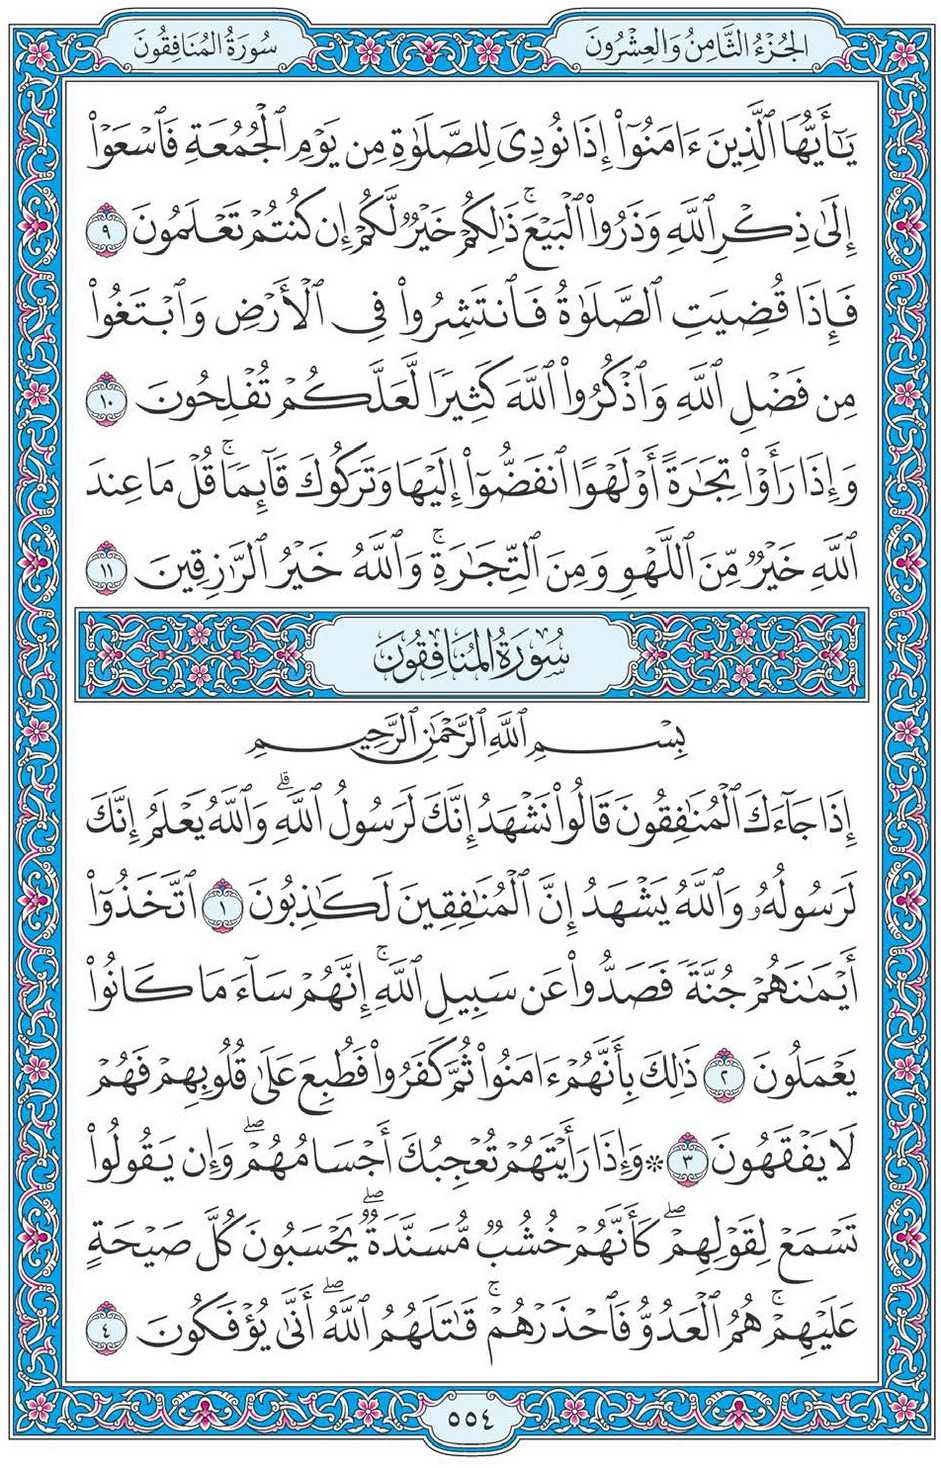 الجُزْءُ الثَّامِنُ وَالعِشْرُونَ
سُورَةُ المُنَافِقُونَ
يَـٰٓأَيُّهَا ٱلَّذِينَ ءَامَنُوٓا۟ إِذَا نُودِىَ لِلصَّلَوٰةِ مِن يَوْمِ ٱلْجُمُعَةِ فَٱسْعَوْا۟
إِلَىٰ ذِكْرِ ٱللَّهِ وَذَرُوا۟ ٱلْبَيْعَ ۚ ذَٰلِكُمْ خَيْرٌ لَّكُمْ إِن كُنتُمْ تَعْلَمُونَ ٩
فَإِذَا قُضِيَتِ ٱلصَّلَوٰةُ فَٱنتَشِرُوا۟ فِى ٱلْأَرْضِ وَٱبْتَغُوا۟
مِن فَضْلِ ٱللَّهِ وَٱذْكُرُوا۟ ٱللَّهَ كَثِيرًا لَّعَلَّكُمْ تُفْلِحُونَ ١٠
وَإِذَا رَأَوْا۟ تِجَـٰرَةً أَوْ لَهْوًا ٱنفَضُّوٓا۟ إِلَيْهَا وَتَرَكُوكَ قَآئِمًا ۚ قُلْ مَا عِندَ
ٱللَّهِ خَيْرٌ مِّنَ ٱللَّهْوِ وَمِنَ ٱلتِّجَـٰرَةِ ۚ وَٱللَّهُ خَيْرُ ٱلرَّٰزِقِينَ ١١
سُورَةُ المُنَافِقُونَ
بِسْمِ ٱللَّهِ ٱلرَّحْمَـٰنِ ٱلرَّحِيمِ
إِذَا جَآءَكَ ٱلْمُنَـٰفِقُونَ قَالُوا۟ نَشْهَدُ إِنَّكَ لَرَسُولُ ٱللَّهِ ۗ وَٱللَّهُ يَعْلَمُ إِنَّكَ
لَرَسُولُهُۥ وَٱللَّهُ يَشْهَدُ إِنَّ ٱلْمُنَـٰفِقِينَ لَكَـٰذِبُونَ ١ ٱتَّخَذُوٓا۟
أَيْمَـٰنَهُمْ جُنَّةً فَصَدُّوا۟ عَن سَبِيلِ ٱللَّهِ ۚ إِنَّهُمْ سَآءَ مَا كَانُوا۟
يَعْمَلُونَ ٢ ذَٰلِكَ بِأَنَّهُمْ ءَامَنُوا۟ ثُمَّ كَفَرُوا۟ فَطُبِعَ عَلَىٰ قُلُوبِهِمْ فَهُمْ
لَا يَفْقَهُونَ ٣ ۞ وَإِذَا رَأَيْتَهُمْ تُعْجِبُكَ أَجْسَامُهُمْ ۖ وَإِن يَقُولُوا۟
تَسْمَعْ لِقَوْلِهِمْ ۖ كَأَنَّهُمْ خُشُبٌ مُّسَنَّدَةٌ ۖ يَحْسَبُونَ كُلَّ صَيْحَةٍ
عَلَيْهِمْ ۚ هُمُ ٱلْعَدُوُّ فَٱحْذَرْهُمْ ۚ قَـٰتَلَهُمُ ٱللَّهُ ۖ أَنَّىٰ يُؤْفَكُونَ ٤
٥٥٤